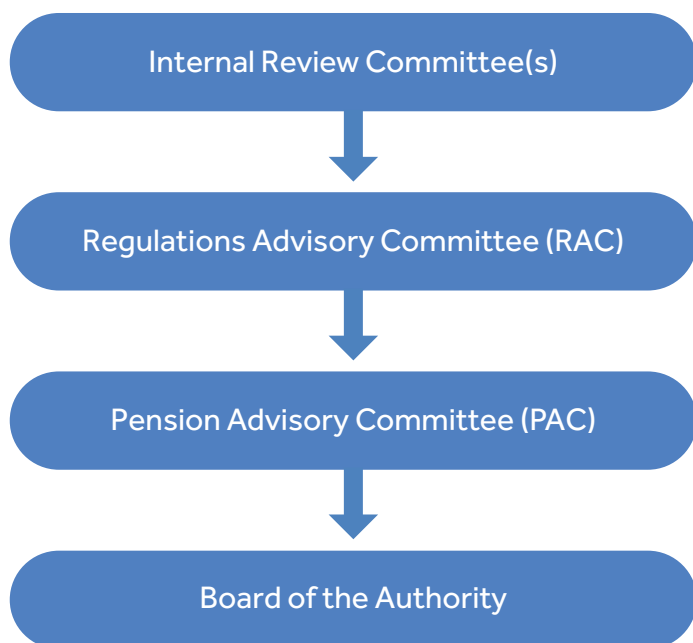 Internal Review Committee(s)
Regulations Advisory Committee (RAC)
Pension Advisory Committee (PAC)
Board of the Authority